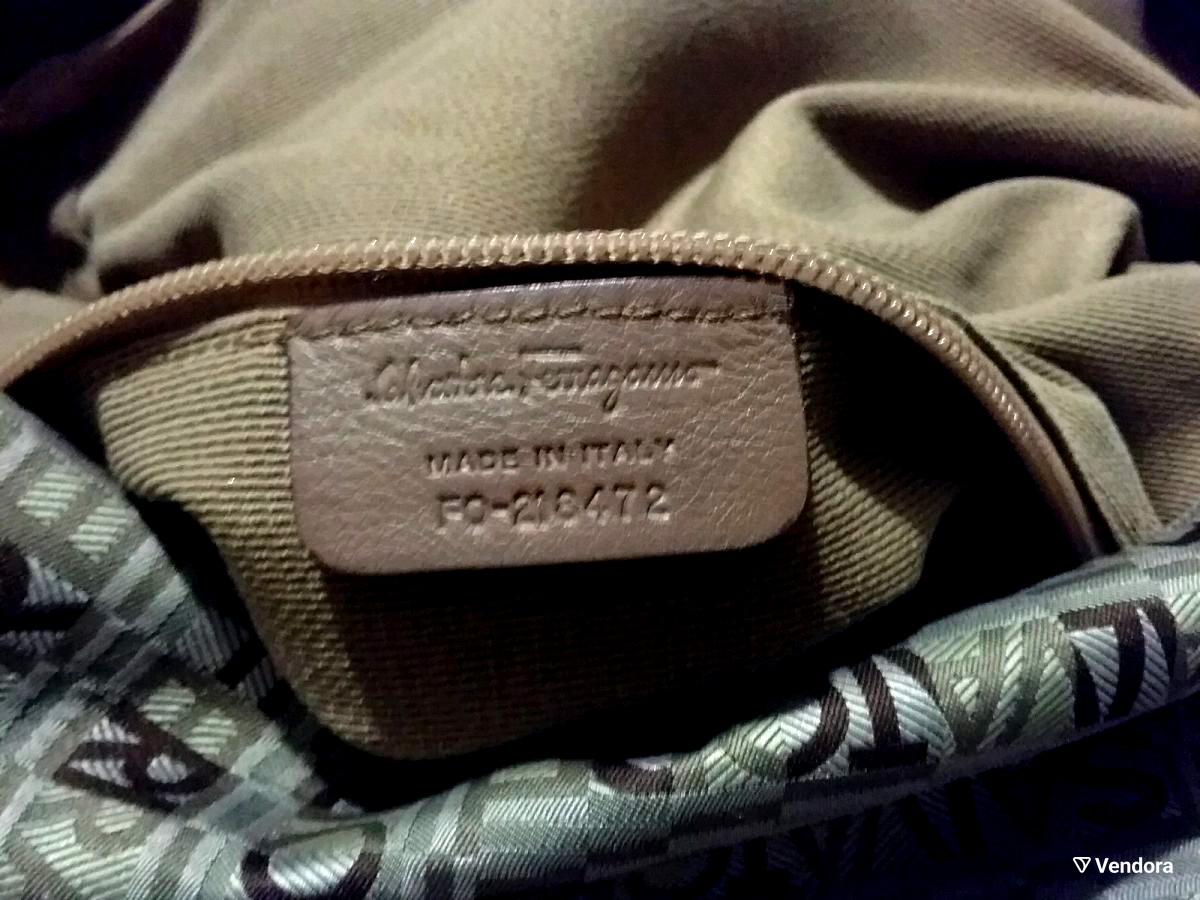 Salvatore Ferragamo
MADE IN ITALY
FO-218472
Vendora